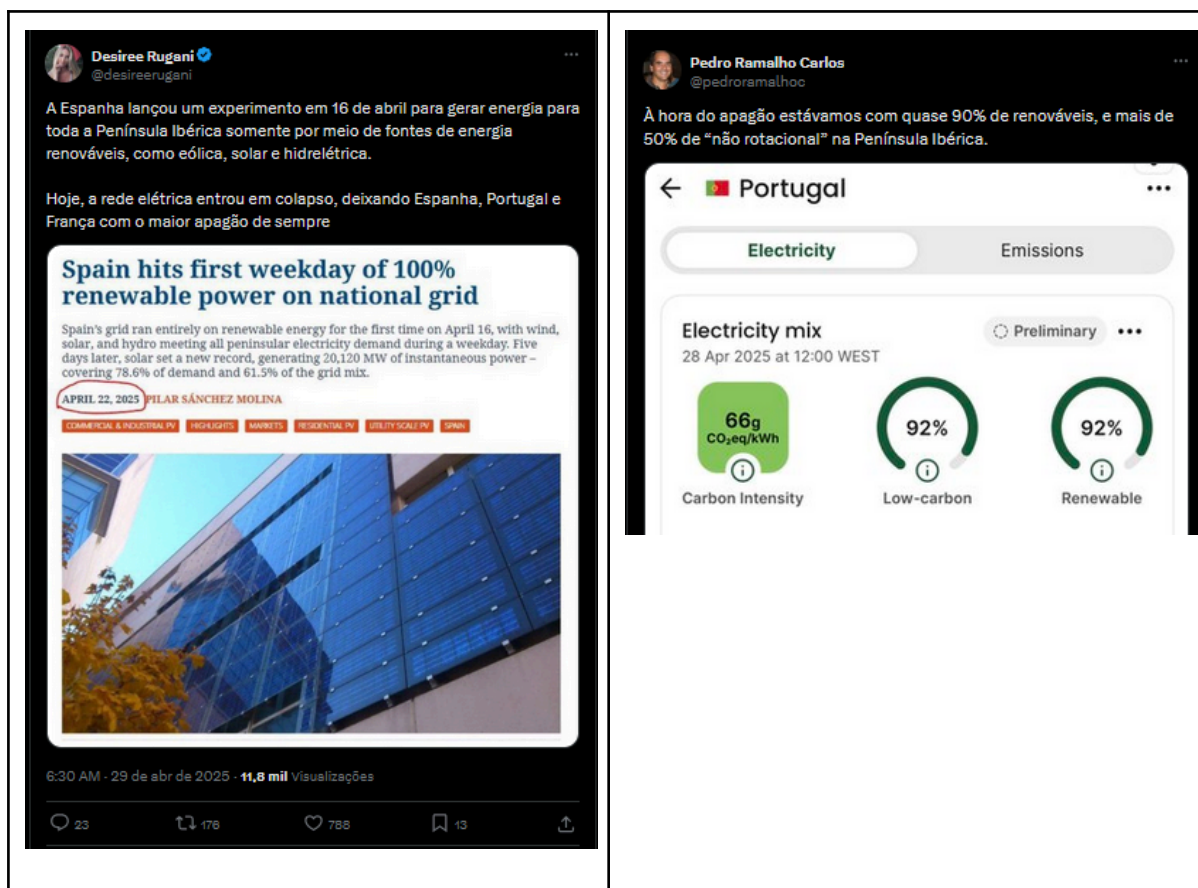 Desiree Rugani
@desireerugani
A Espanha lançou um experimento em 16 de abril para gerar energia para
toda a Península Ibérica somente por meio de fontes de energia
renováveis, como eólica, solar e hidrelétrica.
Hoje, a rede elétrica entrou em colapso, deixando Espanha, Portugal e
França com o maior apagão de sempre
Spain hits first weekday of 100%
renewable power on national grid
Spain's grid ran entirely on renewable energy for the first time on April 16, with wind,
solar, and hydro meeting all peninsular electricity demand during a weekday. Five
days later, solar set a new record, generating 20,120 MW of instantaneous power –
covering 78.6% of demand and 61.5% of the grid mix.
APRIL 22, 2025 PILAR SÁNCHEZ MOLINA
COMMERCIAL & INDUSTRIAL PV HIGHLIGHTS MARKETS RESIDENTIAL PV UTILITY SCALE PV SPAIN
6:30 AM · 29 de abr de 2025 · 11,8 mil Visualizações
23 176 788 13
Pedro Ramalho Carlos
@pedroramalhoc
À hora do apagão estávamos com quase 90% de renováveis, e mais de
50% de “não rotacional” na Península Ibérica.
Portugal
Electricity Emissions
Electricity mix Preliminary
28 Apr 2025 at 12:00 WEST
66g
CO₂eq/kWh
92% 92%
Carbon Intensity Low-carbon Renewable